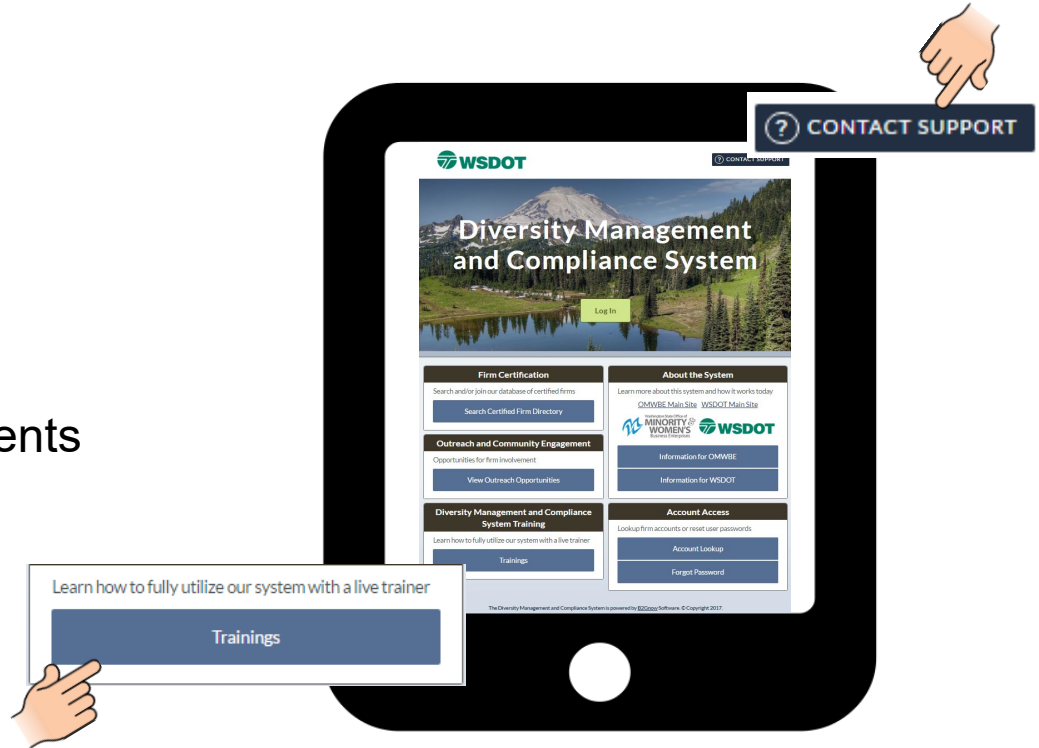 ? CONTACT SUPPORT
WSDOT
? CONTACT SUPPORT
Diversity Management
and Compliance System
Log In
Firm Certification
Search and/or join our database of certified firms
Search Certified Firm Directory
Outreach and Community Engagement
Opportunities for firm involvement
View Outreach Opportunities
Diversity Management and Compliance
System Training
Learn how to fully utilize our system with a live trainer
Trainings
About the System
Learn more about this system and how it works today
OMWBE Main Site WSDOT Main Site
Washington State Office of
MINORITY &
WOMEN'S
Business Enterprises
WSDOT
Information for OMWBE
Information for WSDOT
Account Access
Lookup firm accounts or reset user passwords
Account Lookup
Forgot Password
The Diversity Management and Compliance System is powered by B2Gnow Software. © Copyright 2017.
ents
Learn how to fully utilize our system with a live trainer
Trainings